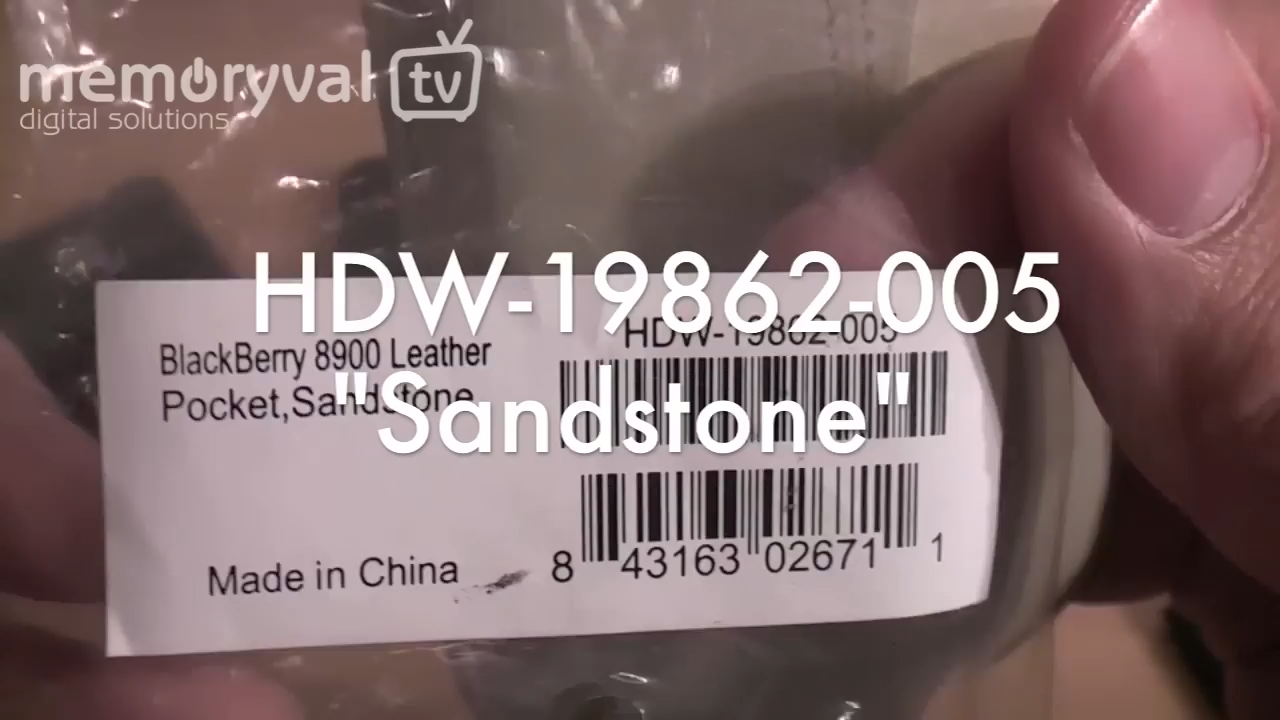 memoryval tv
digital solutions
HDW-19862-005
"Sandstone"
BlackBerry 8900 Leather
Pocket,Sandstone
HDW-19862-005
Made in China
8 43163 02671 1